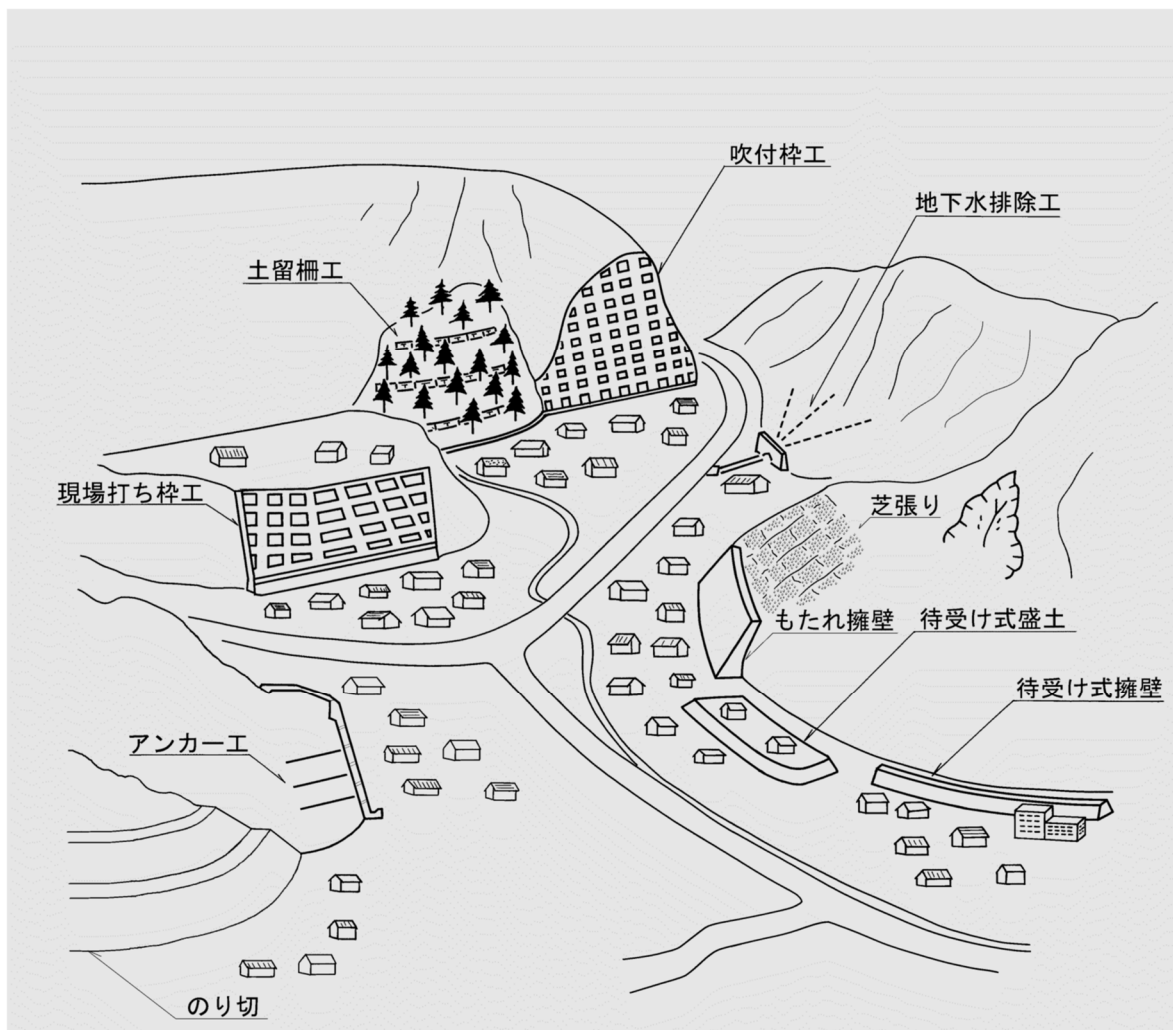 吹付枠工
地下水排除工
土留柵工
現場打ち枠工
芝張り
もたれ擁壁
待受け式盛土
待受け式擁壁
アンカー工
のり切